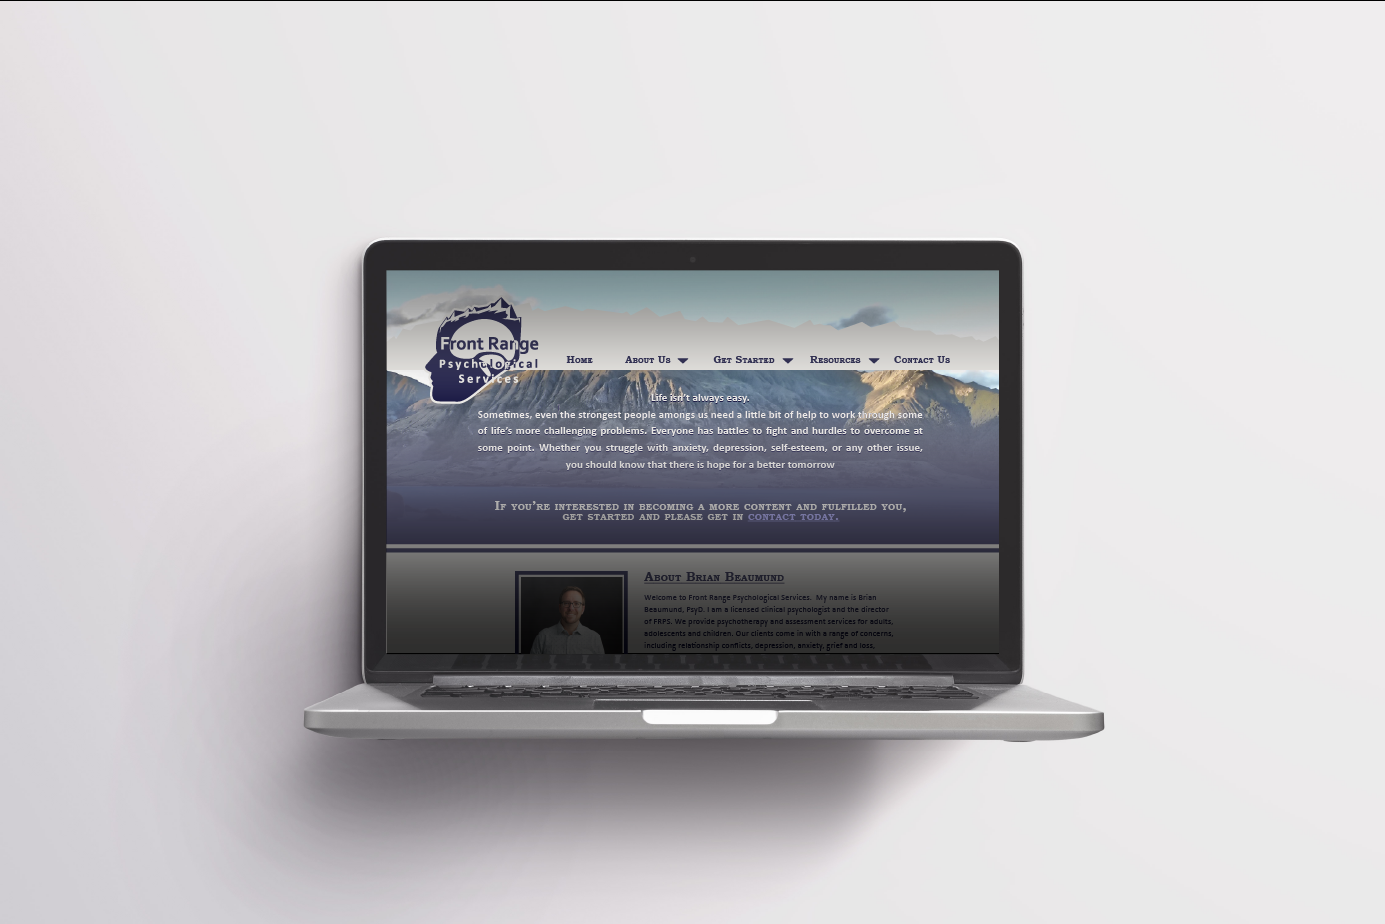 Front Range
Psychological
Services
Home About Us Get Started Resources Contact Us
Life isn't always easy.
Sometimes, even the strongest people amongs us need a little bit of help to work through some
of life's more challenging problems. Everyone has battles to fight and hurdles to overcome at
some point. Whether you struggle with anxiety, depression, self-esteem, or any other issue,
you should know that there is hope for a better tomorrow
If you're interested in becoming a more content and fulfilled you,
get started and please get in contact today.
About Brian Beaumund
Welcome to Front Range Psychological Services. My name is Brian
Beaumund, PsyD. I am a licensed clinical psychologist and the director
of FRPS. We provide psychotherapy and assessment services for adults,
adolescents and children. Our clients come in with a range of concerns,
including relationship conflicts, depression, anxiety, grief and loss,